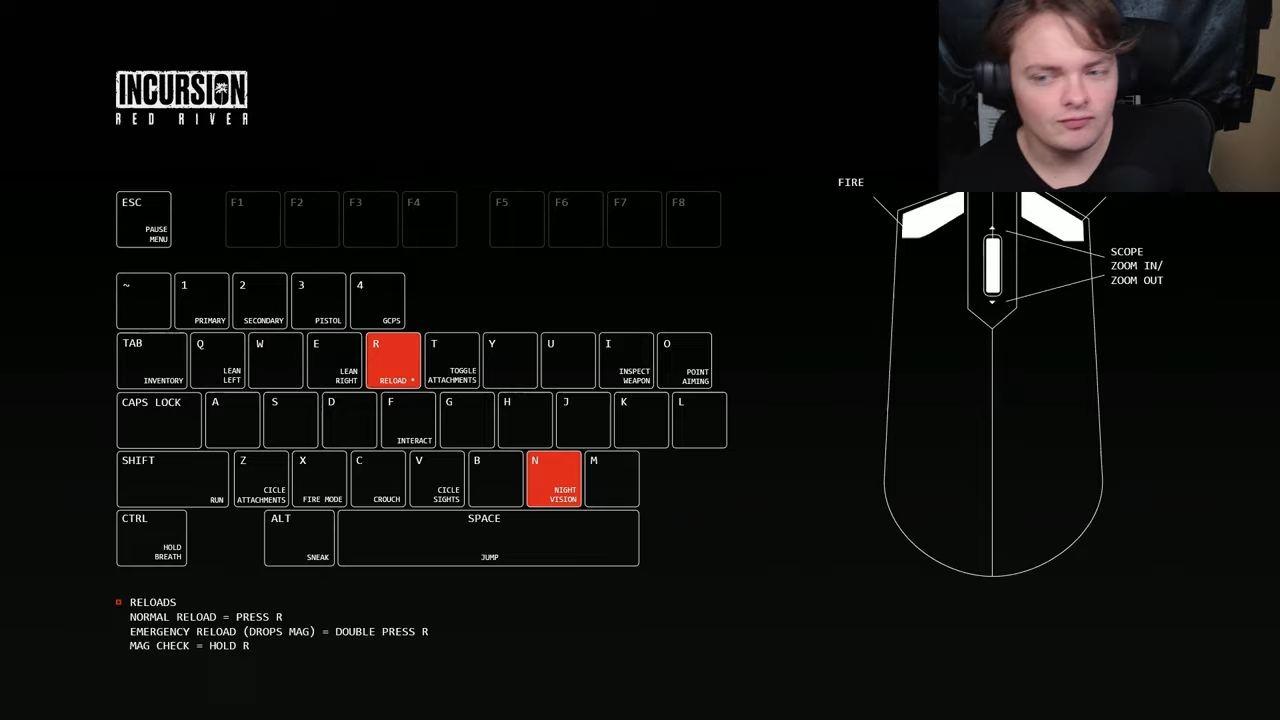 INCURSION
RED RIVER
FIRE
ESC
PAUSE
MENU
F1
F2
F3
F4
F5
F6
F7
F8
SCOPE
ZOOM IN/
ZOOM OUT
~
1
PRIMARY
2
SECONDARY
3
PISTOL
4
GCPS
TAB
INVENTORY
Q
LEAN
LEFT
W
E
LEAN
RIGHT
R
RELOAD *
T
TOGGLE
ATTACHMENTS
Y
U
I
INSPECT
WEAPON
O
POINT
AIMING
CAPS LOCK
A
S
D
F
INTERACT
G
H
J
K
L
SHIFT
RUN
Z
CICLE
ATTACHMENTS
X
FIRE MODE
C
CROUCH
V
CICLE
SIGHTS
B
N
NIGHT
VISION
M
CTRL
HOLD
BREATH
ALT
SNEAK
SPACE
JUMP
RELOADS
NORMAL RELOAD = PRESS R
EMERGENCY RELOAD (DROPS MAG) = DOUBLE PRESS R
MAG CHECK = HOLD R